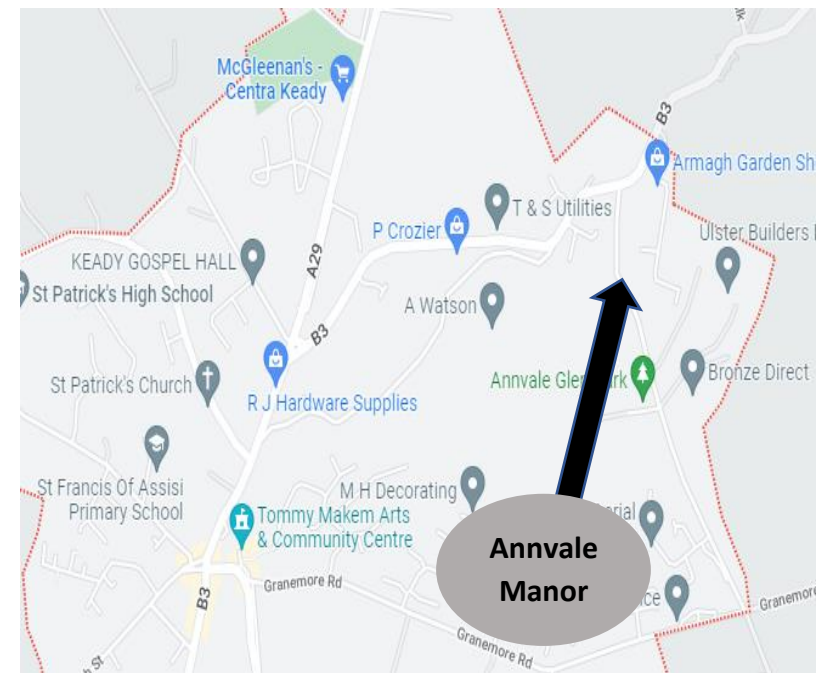 McGleenan's -
Centra Keady
B3
Armagh Garden Sh
T & S Utilities
P Crozier
Ulster Builders
KEADY GOSPEL HALL
A29
St Patrick's High School
A Watson
B3
St Patrick's Church
Annvale Glen Park
Bronze Direct
R J Hardware Supplies
St Francis Of Assisi
Primary School
M H Decorating
Tommy Makem Arts
& Community Centre
Annvale
Manor
B3
Granemore Rd
Granemore
Granemore Rd
St